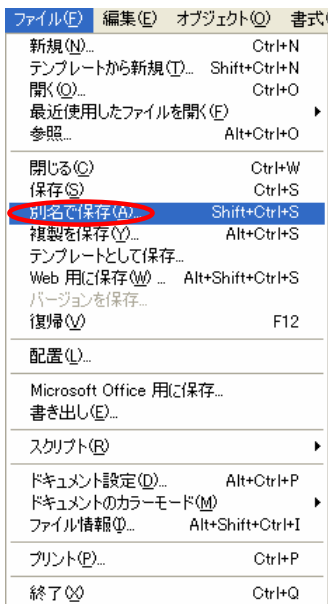 ファイル(F) 編集(E) オブジェクト(O) 書式(
新規(N)... Ctrl+N
テンプレートから新規(T)... Shift+Ctrl+N
開く(O)... Ctrl+O
最近使用したファイルを開く(F)
参照... Alt+Ctrl+O
閉じる(C) Ctrl+W
保存(S) Ctrl+S
別名で保存(A)... Shift+Ctrl+S
複製を保存(Y)... Alt+Ctrl+S
テンプレートとして保存...
Web 用に保存(W) ... Alt+Shift+Ctrl+S
バージョンを保存...
復帰(V) F12
配置(L)...
Microsoft Office 用に保存...
書き出し(E)...
スクリプト(R)
ドキュメント設定(D)... Alt+Ctrl+P
ドキュメントのカラーモード(M)
ファイル情報(I)... Alt+Shift+Ctrl+I
プリント(P)... Ctrl+P
終了(X) Ctrl+Q